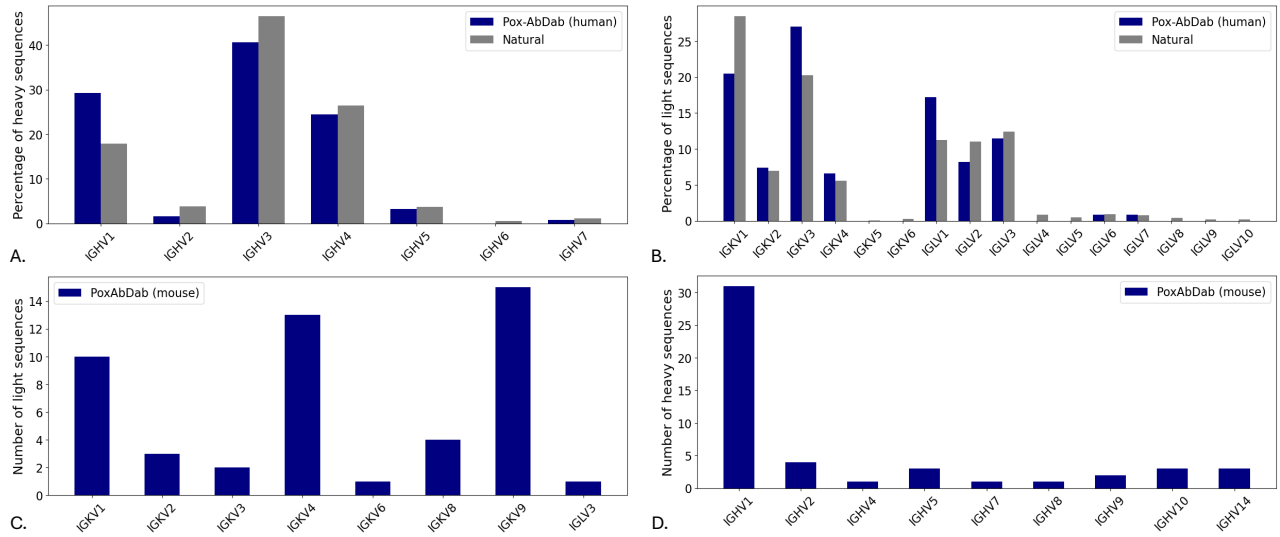 Percentage of heavy sequences
40
30
20
10
0
Pox-AbDab (human)
Natural
IGHV1
IGHV2
IGHV3
IGHV4
IGHV5
IGHV6
IGHV7
A.
Percentage of light sequences
25
20
15
10
5
0
Pox-AbDab (human)
Natural
IGKV1
IGKV2
IGKV3
IGKV4
IGKV5
IGKV6
IGLV1
IGLV2
IGLV3
IGLV4
IGLV5
IGLV6
IGLV7
IGLV8
IGLV9
IGLV10
B.
Number of light sequences
14
12
10
8
6
4
2
0
PoxAbDab (mouse)
IGKV1
IGKV2
IGKV3
IGKV4
IGKV6
IGKV8
IGKV9
IGLV3
C.
Number of heavy sequences
30
25
20
15
10
5
0
PoxAbDab (mouse)
IGHV1
IGHV2
IGHV4
IGHV5
IGHV7
IGHV8
IGHV9
IGHV10
IGHV14
D.